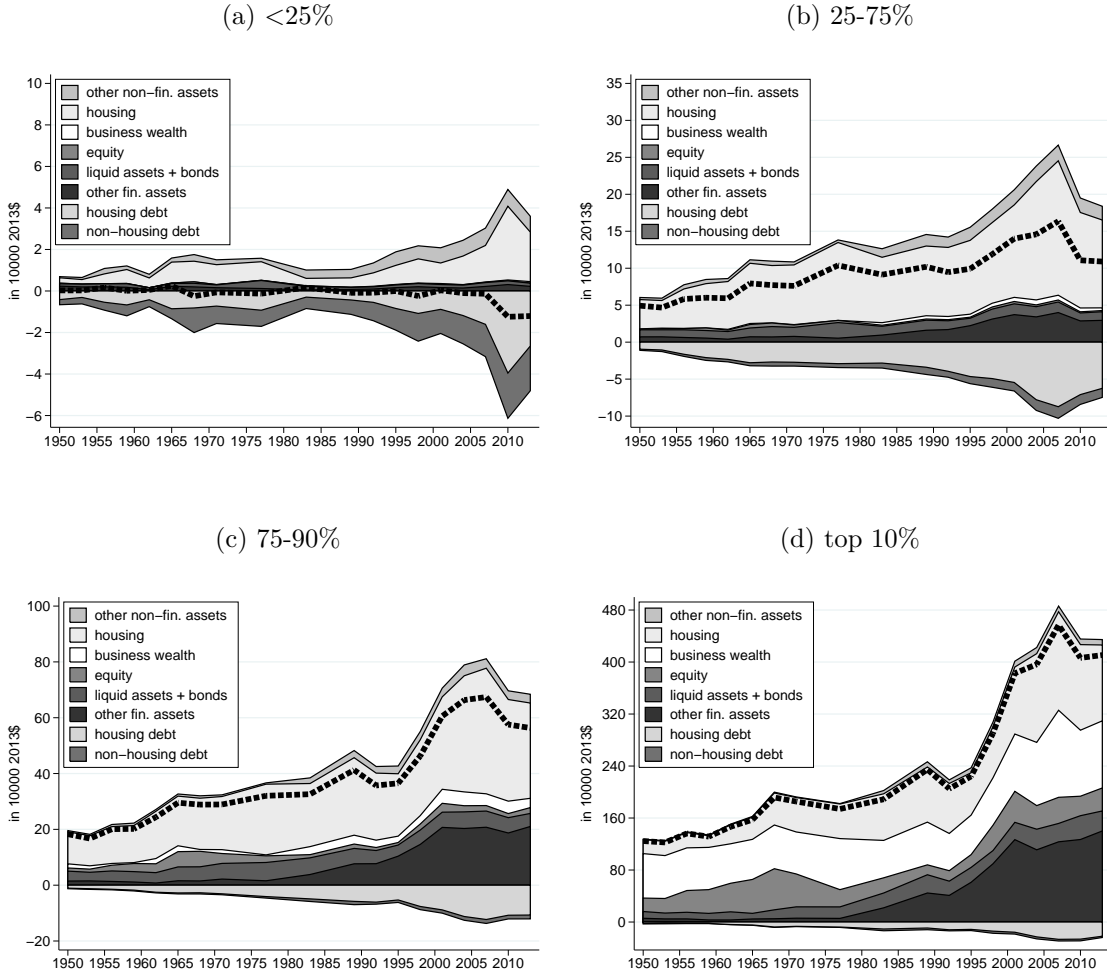 (a) <25%
in 10000 2013$
10
8
6
4
2
0
−2
−4
−6
other non−fin. assets
housing
business wealth
equity
liquid assets + bonds
other fin. assets
housing debt
non−housing debt
1950 1955 1960 1965 1970 1975 1980 1985 1990 1995 2000 2005 2010
(b) 25-75%
in 10000 2013$
35
30
25
20
15
10
5
0
−5
−10
other non−fin. assets
housing
business wealth
equity
liquid assets + bonds
other fin. assets
housing debt
non−housing debt
1950 1955 1960 1965 1970 1975 1980 1985 1990 1995 2000 2005 2010
(c) 75-90%
in 10000 2013$
100
80
60
40
20
0
−20
other non−fin. assets
housing
business wealth
equity
liquid assets + bonds
other fin. assets
housing debt
non−housing debt
1950 1955 1960 1965 1970 1975 1980 1985 1990 1995 2000 2005 2010
(d) top 10%
in 10000 2013$
480
400
320
240
160
80
0
other non−fin. assets
housing
business wealth
equity
liquid assets + bonds
other fin. assets
housing debt
non−housing debt
1950 1955 1960 1965 1970 1975 1980 1985 1990 1995 2000 2005 2010